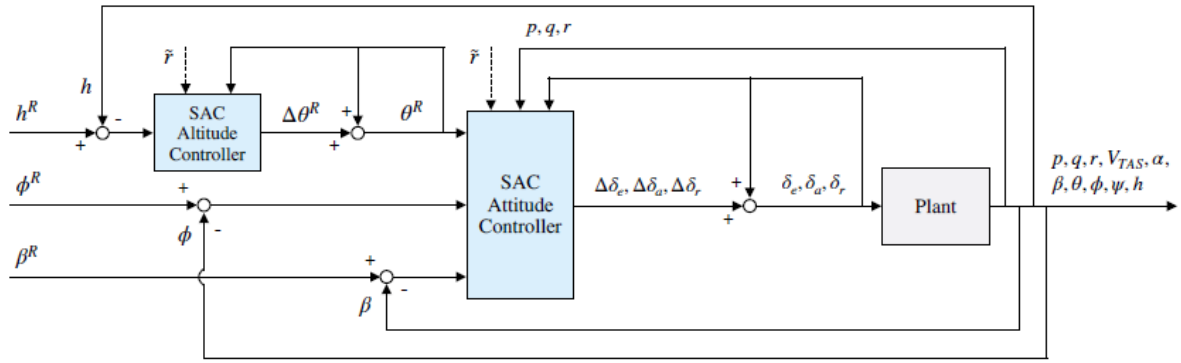 p, q, r
r̃
r̃
h
h^R
-
+
SAC
Altitude
Controller
Δθ^R
+
+
θ^R
ϕ^R
+
-
ϕ
SAC
Attitude
Controller
Δδ_e, Δδ_a, Δδ_r
+
+
δ_e, δ_a, δ_r
Plant
p, q, r, V_TAS, α,
β, θ, ϕ, ψ, h
β^R
+
-
β